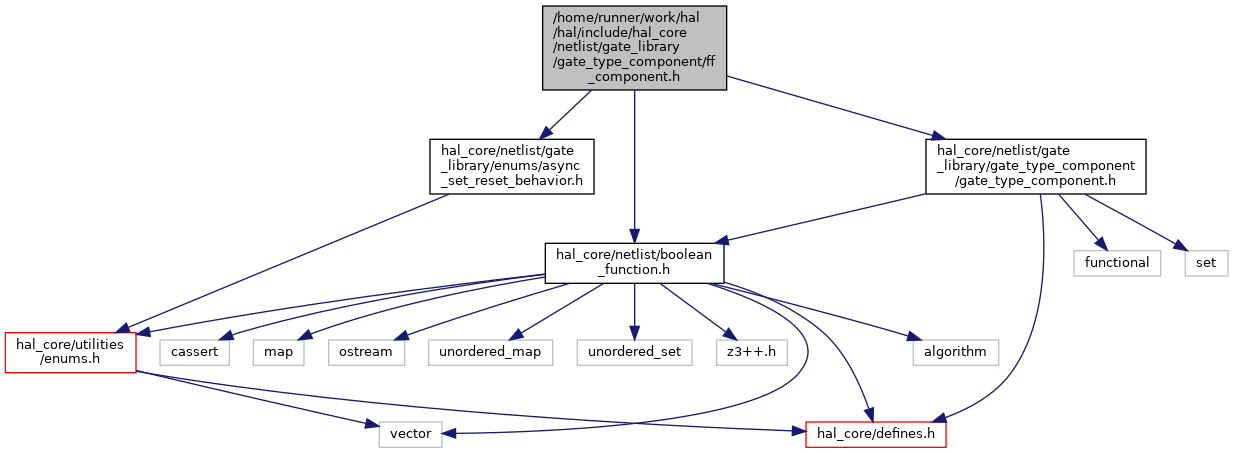 /home/runner/work/hal
/hal/include/hal_core
/netlist/gate_library
/gate_type_component/ff
_component.h
hal_core/netlist/gate
_library/enums/async
_set_reset_behavior.h
hal_core/netlist/gate
_library/gate_type_component
/gate_type_component.h
hal_core/netlist/boolean
_function.h
functional
set
hal_core/utilities
/enums.h
cassert
map
ostream
unordered_map
unordered_set
z3++.h
algorithm
vector
hal_core/defines.h